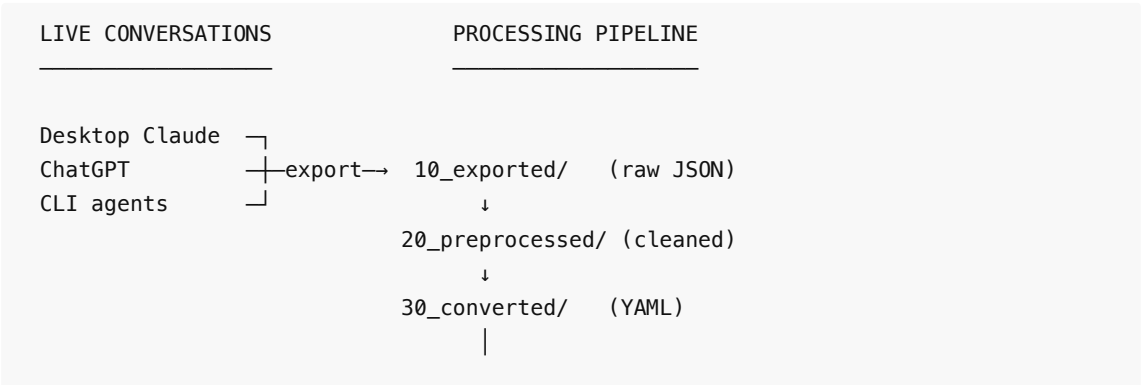 LIVE CONVERSATIONS PROCESSING PIPELINE
Desktop Claude ─┐
ChatGPT ─┼─export─→ 10_exported/ (raw JSON)
CLI agents ─┘ ↓
20_preprocessed/ (cleaned)
↓
30_converted/ (YAML)
│